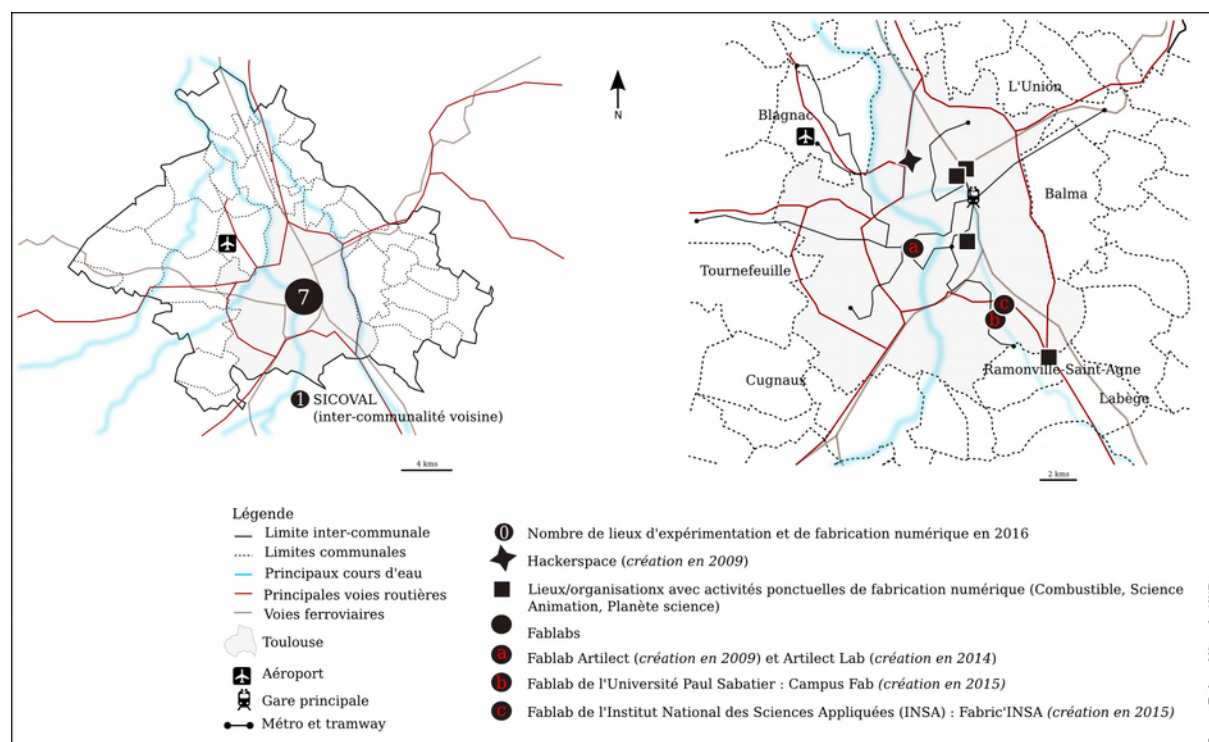 7
1 SICOVAL
(inter-communalité voisine)
4 kms
N
L'Union
Blagnac
Balma
a
Tournefeuille
c
b
Ramonville-Saint-Agne
Cugnaux
Labège
2 kms
Légende
Limite inter-communale
Limites communales
Principaux cours d'eau
Principales voies routières
Voies ferroviaires
Toulouse
Aéroport
Gare principale
Métro et tramway
0 Nombre de lieux d'expérimentation et de fabrication numérique en 2016
Hackerspace (création en 2009)
Lieux/organisationx avec activités ponctuelles de fabrication numérique (Combustible, Science
Animation, Planète science)
Fablabs
a Fablab Artilect (création en 2009) et Artilect Lab (création en 2014)
b Fablab de l'Université Paul Sabatier : Campus Fab (création en 2015)
c Fablab de l'Institut National des Sciences Appliquées (INSA) : Fabric'INSA (création en 2015)